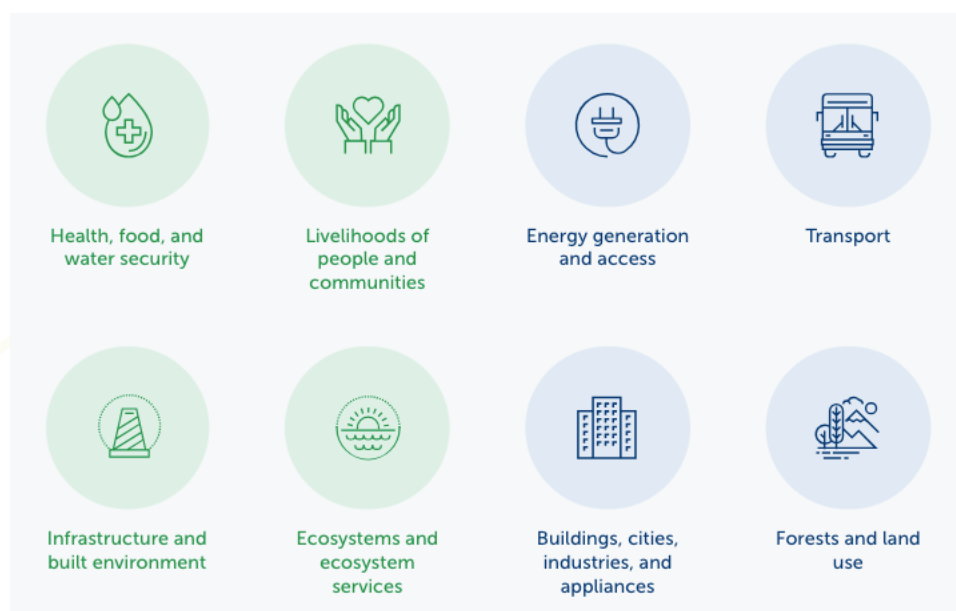 Health, food, and
water security
Livelihoods of
people and
communities
Energy generation
and access
Transport
Infrastructure and
built environment
Ecosystems and
ecosystem
services
Buildings, cities,
industries, and
appliances
Forests and land
use